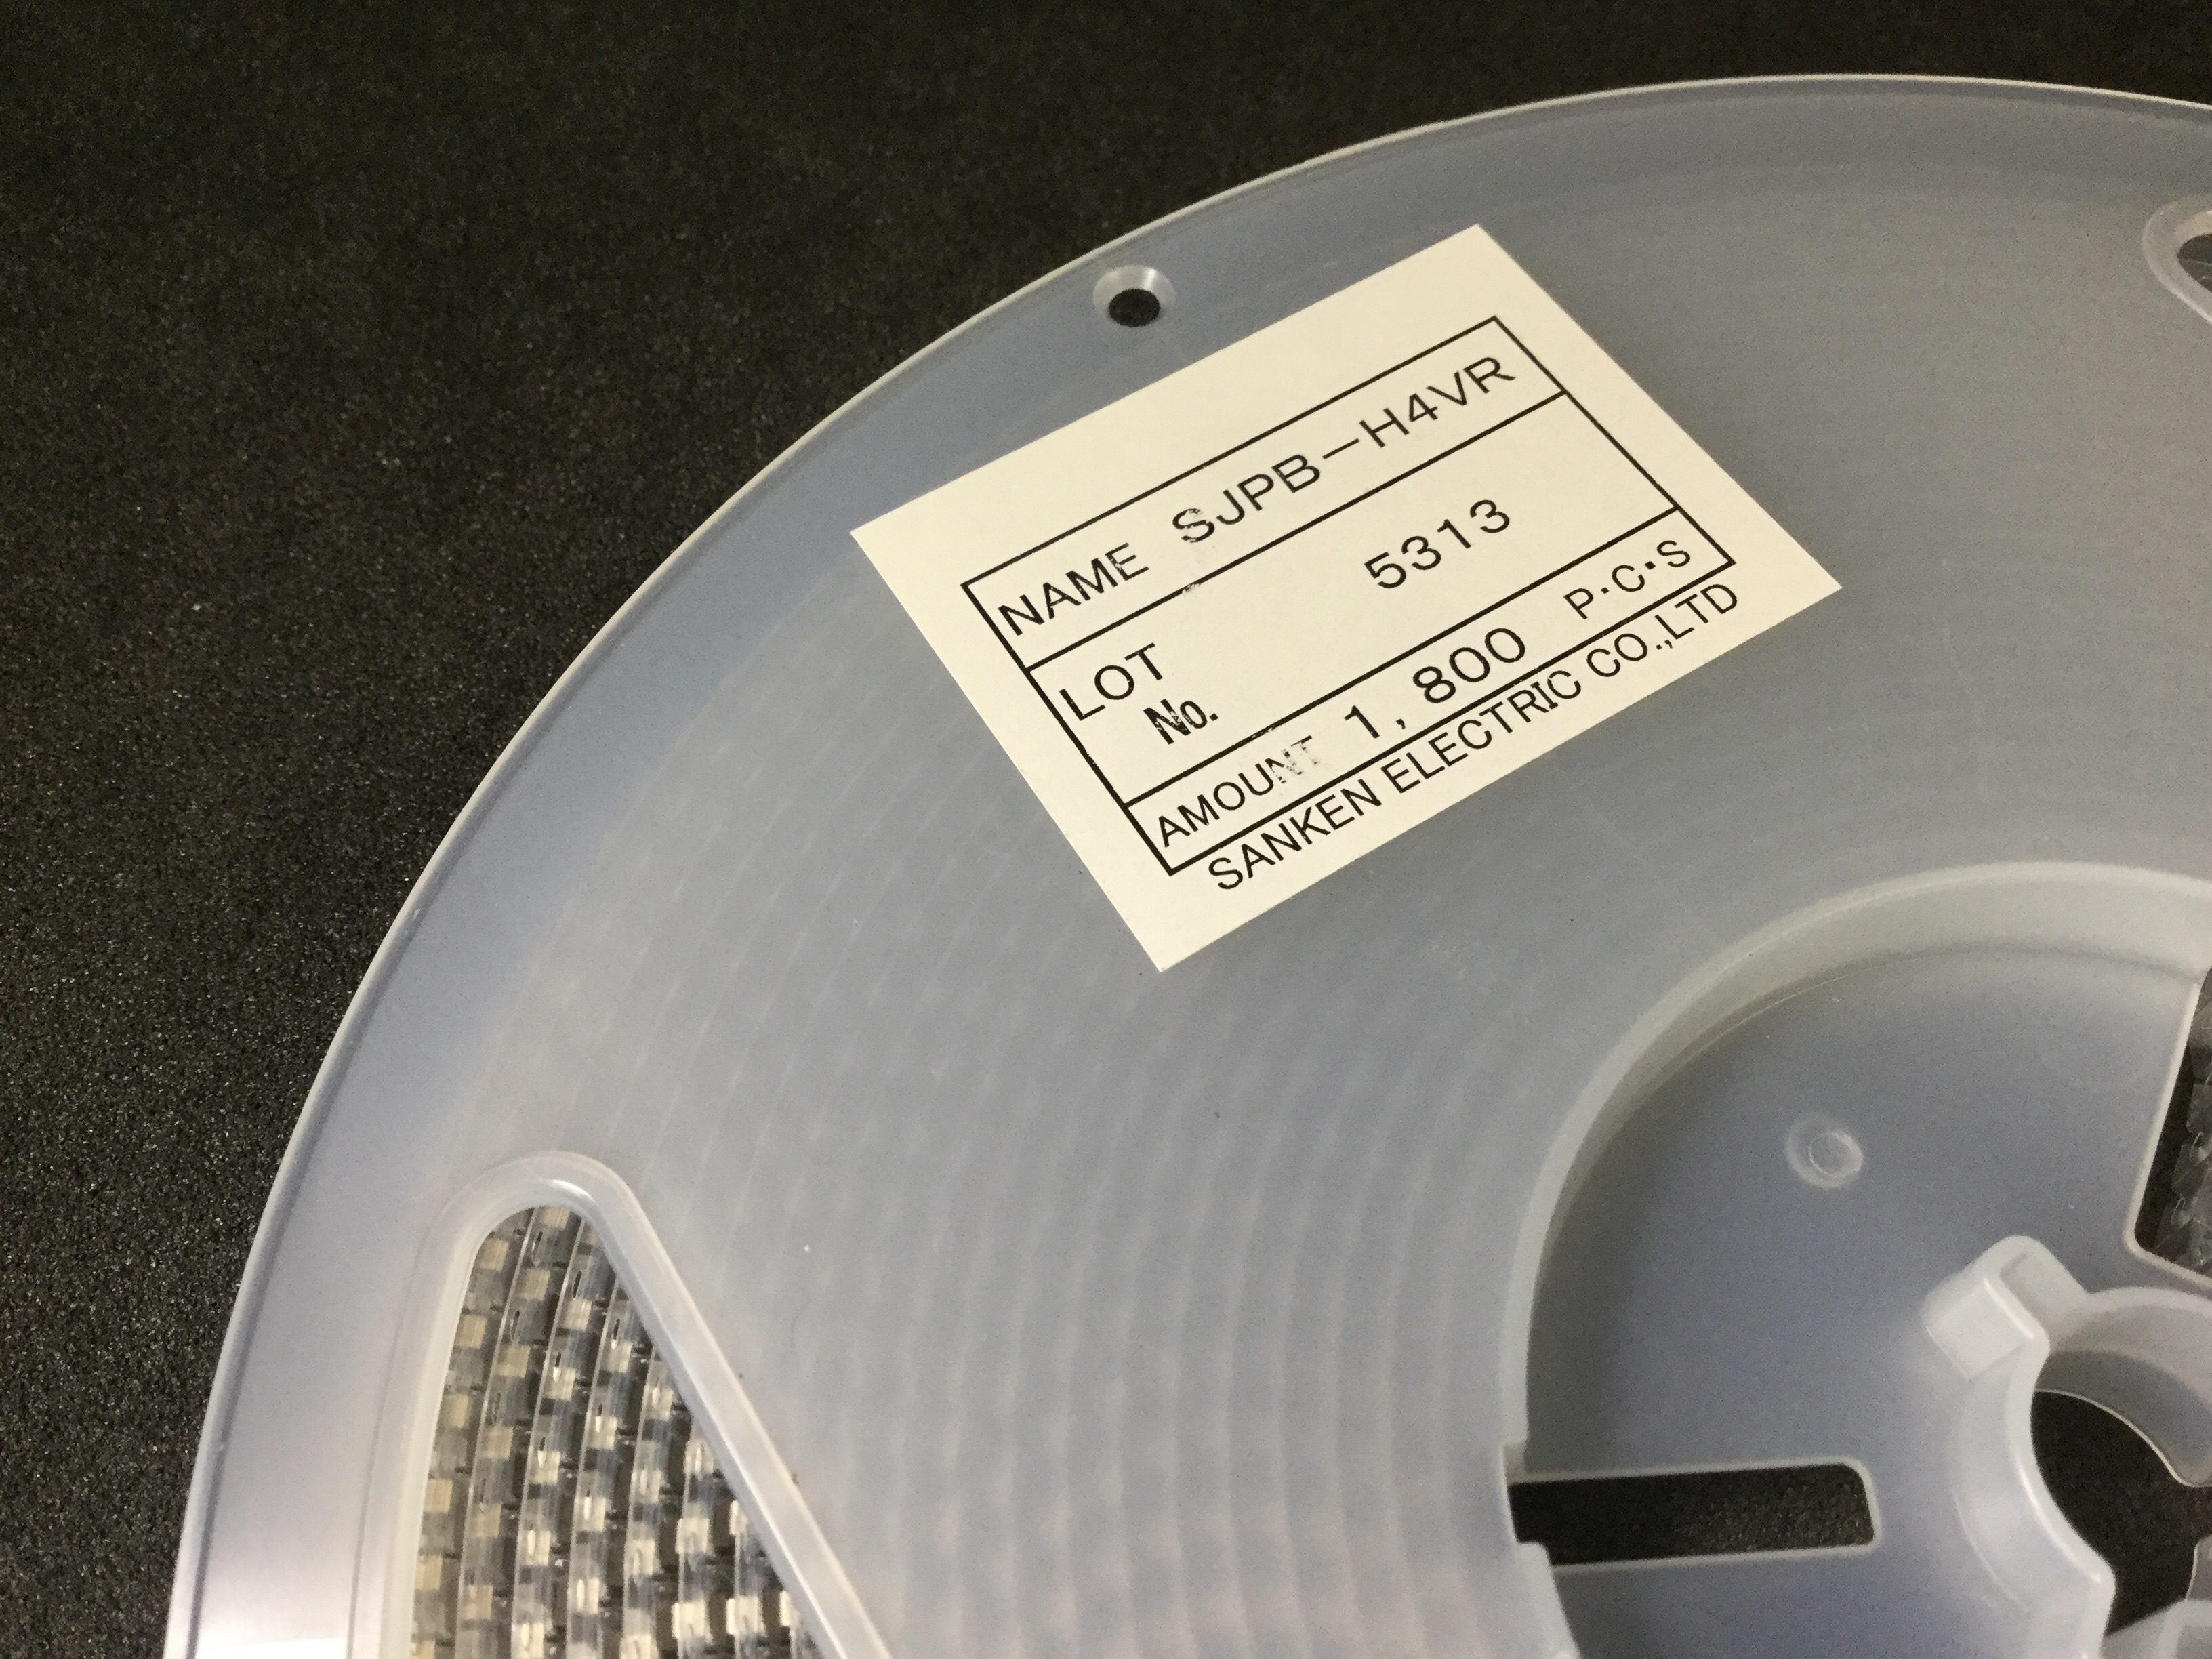 NAME SJPB-H4VR
LOT
No. 5313
AMOUNT 1,800 P·C·S
SANKEN ELECTRIC CO.,LTD